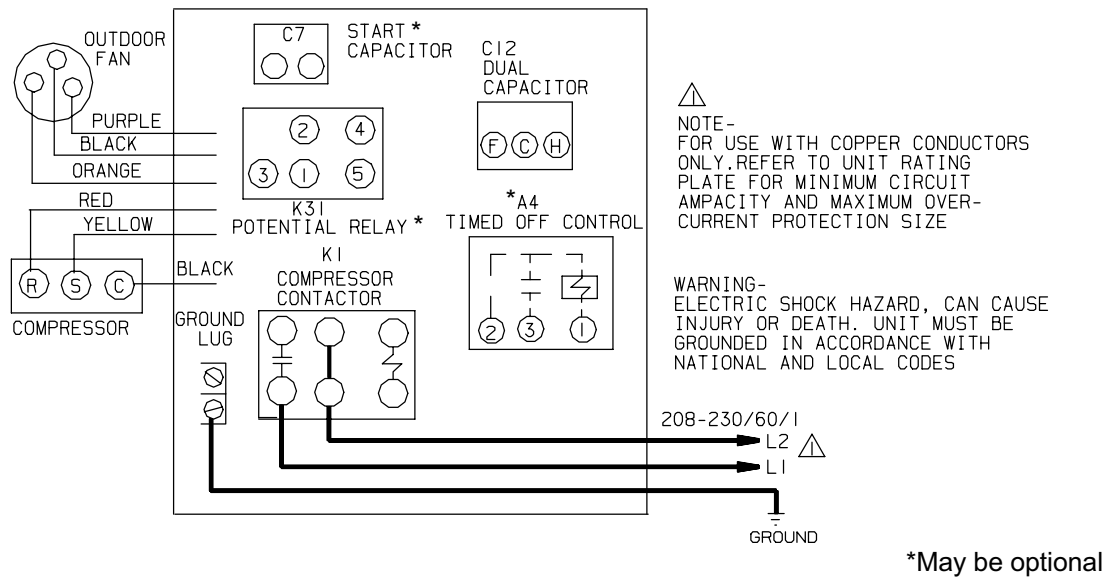 OUTDOOR
FAN
C7
START *
CAPACITOR
C12
DUAL
CAPACITOR
F C H
PURPLE
BLACK
ORANGE
RED
YELLOW
2 4
3 1 5
K31
POTENTIAL RELAY *
*A4
TIMED OFF CONTROL
2 3 1
R S C
COMPRESSOR
BLACK
K1
COMPRESSOR
CONTACTOR
GROUND
LUG
1
NOTE-
FOR USE WITH COPPER CONDUCTORS
ONLY.REFER TO UNIT RATING
PLATE FOR MINIMUM CIRCUIT
AMPACITY AND MAXIMUM OVER-
CURRENT PROTECTION SIZE
WARNING-
ELECTRIC SHOCK HAZARD, CAN CAUSE
INJURY OR DEATH. UNIT MUST BE
GROUNDED IN ACCORDANCE WITH
NATIONAL AND LOCAL CODES
208-230/60/1
L2 1
L1
GROUND
*May be optional